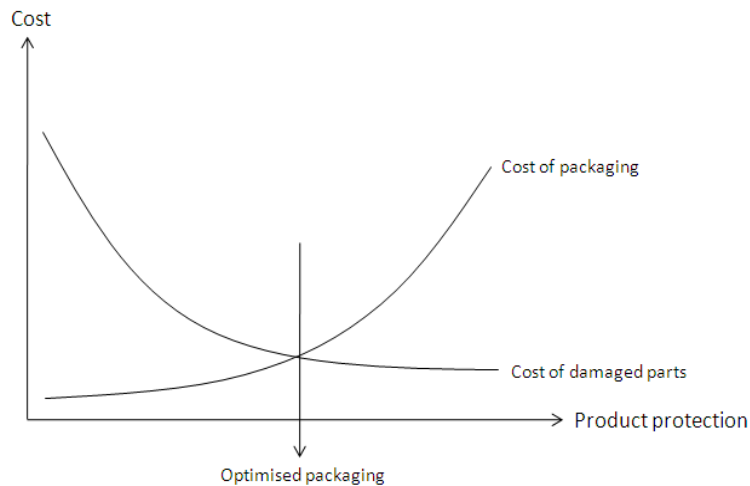 Cost
Cost of packaging
Cost of damaged parts
Product protection
Optimised packaging